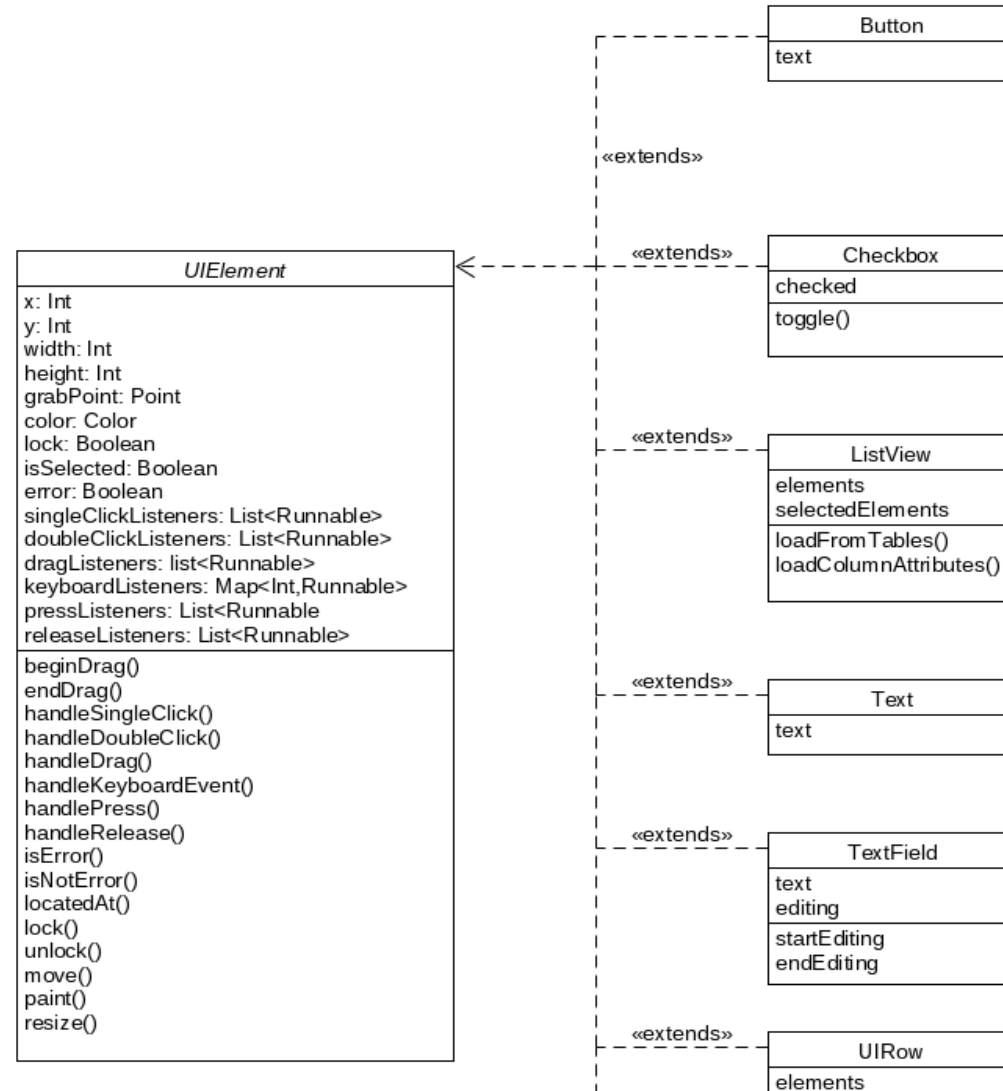 Button
text
«extends»
UIElement
x: Int
y: Int
width: Int
height: Int
grabPoint: Point
color: Color
lock: Boolean
isSelected: Boolean
error: Boolean
singleClickListeners: List<Runnable>
doubleClickListeners: List<Runnable>
dragListeners: list<Runnable>
keyboardListeners: Map<Int,Runnable>
pressListeners: List<Runnable
releaseListeners: List<Runnable>
beginDrag()
endDrag()
handleSingleClick()
handleDoubleClick()
handleDrag()
handleKeyboardEvent()
handlePress()
handleRelease()
isError()
isNotError()
locatedAt()
lock()
unlock()
move()
paint()
resize()
«extends»
Checkbox
checked
toggle()
«extends»
ListView
elements
selectedElements
loadFromTables()
loadColumnAttributes()
«extends»
Text
text
«extends»
TextField
text
editing
startEditing
endEditing
«extends»
UIRow
elements